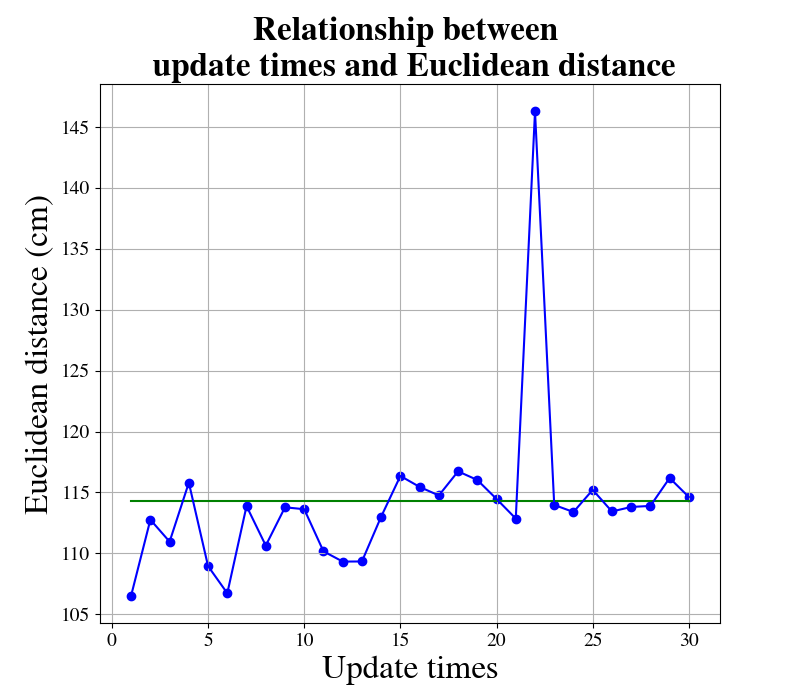 Relationship between
update times and Euclidean distance
Euclidean distance (cm)
145
140
135
130
125
120
115
110
105
0 5 10 15 20 25 30
Update times